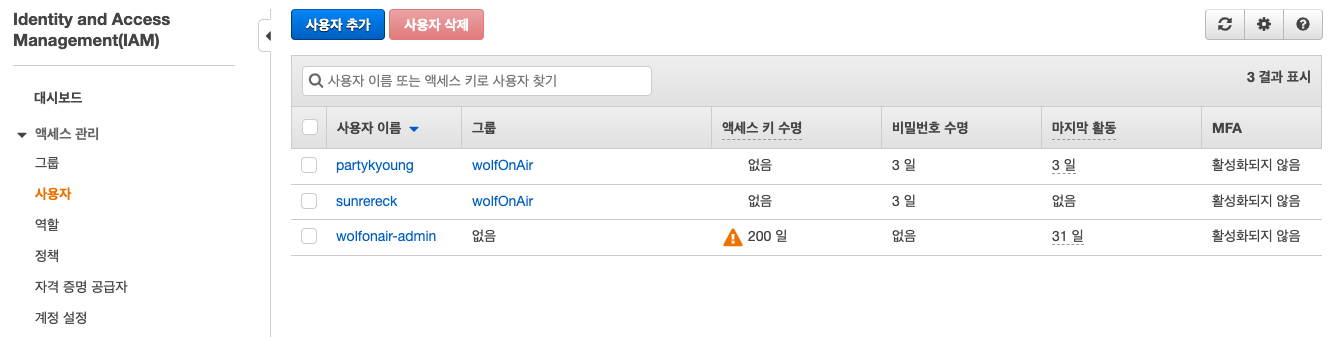 Identity and Access
Management(IAM)
대시보드
액세스 관리
그룹
사용자
역할
정책
자격 증명 공급자
계정 설정
사용자 추가 사용자 삭제
사용자 이름 또는 액세스 키로 사용자 찾기 3 결과 표시
사용자 이름 그룹 액세스 키 수명 비밀번호 수명 마지막 활동 MFA
partykyoung wolfOnAir 없음 3 일 3 일 활성화되지 않음
sunrereck wolfOnAir 없음 3 일 없음 활성화되지 않음
wolfonair-admin 없음 200 일 없음 31 일 활성화되지 않음